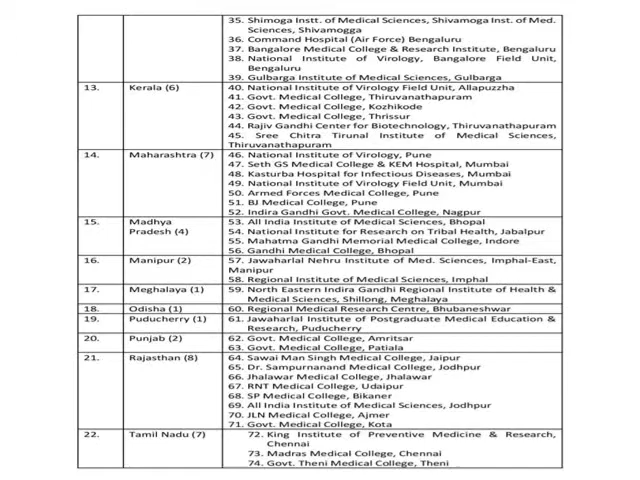 35. Shimoga Instt. of Medical Sciences, Shivamoga Inst. of Med.
Sciences, Shivamogga
36. Command Hospital (Air Force) Bengaluru
37. Bangalore Medical College & Research Institute, Bengaluru
38. National Institute of Virology, Bangalore Field Unit,
Bengaluru
39. Gulbarga Institute of Medical Sciences, Gulbarga
13. Kerala (6) 40. National Institute of Virology Field Unit, Allapuzzha
41. Govt. Medical College, Thiruvanathapuram
42. Govt. Medical College, Kozhikode
43. Govt. Medical College, Thrissur
44. Rajiv Gandhi Center for Biotechnology, Thiruvanathapuram
45. Sree Chitra Tirunal Institute of Medical Sciences,
Thiruvanathapuram
14. Maharashtra (7) 46. National Institute of Virology, Pune
47. Seth GS Medical College & KEM Hospital, Mumbai
48. Kasturba Hospital for Infectious Diseases, Mumbai
49. National Institute of Virology Field Unit, Mumbai
50. Armed Forces Medical College, Pune
51. BJ Medical College, Pune
52. Indira Gandhi Govt. Medical College, Nagpur
15. Madhya 53. All India Institute of Medical Sciences, Bhopal
Pradesh (4) 54. National Institute for Research on Tribal Health, Jabalpur
55. Mahatma Gandhi Memorial Medical College, Indore
56. Gandhi Medical College, Bhopal
16. Manipur (2) 57. Jawaharlal Nehru Institute of Med. Sciences, Imphal-East,
Manipur
58. Regional Institute of Medical Sciences, Imphal
17. Meghalaya (1) 59. North Eastern Indira Gandhi Regional Institute of Health &
Medical Sciences, Shillong, Meghalaya
18. Odisha (1) 60. Regional Medical Research Centre, Bhubaneshwar
19. Puducherry (1) 61. Jawaharlal Institute of Postgraduate Medical Education &
Research, Puducherry
20. Punjab (2) 62. Govt. Medical College, Amritsar
63. Govt. Medical College, Patiala
21. Rajasthan (8) 64. Sawai Man Singh Medical College, Jaipur
65. Dr. Sampurnanand Medical College, Jodhpur
66. Jhalawar Medical College, Jhalawar
67. RNT Medical College, Udaipur
68. SP Medical College, Bikaner
69. All India Institute of Medical Sciences, Jodhpur
70. JLN Medical College, Ajmer
71. Govt. Medical College, Kota
22. Tamil Nadu (7) 72. King Institute of Preventive Medicine & Research,
Chennai
73. Madras Medical College, Chennai
74. Govt. Theni Medical College, Theni